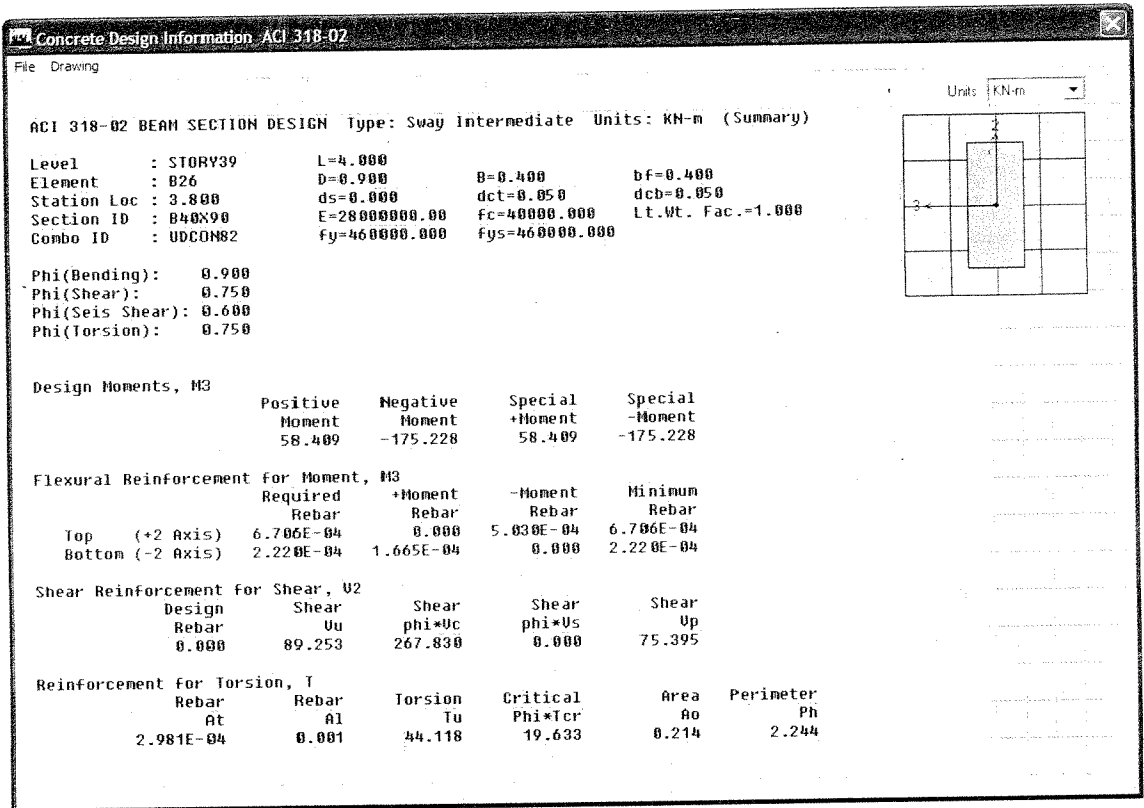 Concrete Design Information ACI 318-02
File Drawing
Units KN-m
ACI 318-02 BEAM SECTION DESIGN Type: Sway Intermediate Units: KN-m (Summary)
Level : STORY39 L=4.000
Element : B26 D=0.900 B=0.400 bf=0.400
Station Loc : 3.800 ds=0.000 dct=0.050 dcb=0.050
Section ID : B40X90 E=28000000.00 fc=40000.000 Lt.Wt. Fac.=1.000
Combo ID : UDCON82 fy=460000.000 fys=460000.000
2
3
Phi(Bending): 0.900
Phi(Shear): 0.750
Phi(Seis Shear): 0.600
Phi(Torsion): 0.750
Design Moments, M3
Positive Negative Special Special
Moment Moment +Moment -Moment
58.409 -175.228 58.409 -175.228
Flexural Reinforcement for Moment, M3
Required +Moment -Moment Minimum
Rebar Rebar Rebar Rebar
Top (+2 Axis) 6.706E-04 0.000 5.030E-04 6.706E-04
Bottom (-2 Axis) 2.220E-04 1.665E-04 0.000 2.220E-04
Shear Reinforcement for Shear, V2
Design Shear Shear Shear Shear
Rebar Vu phi*Vc phi*Vs Vp
0.000 89.253 267.830 0.000 75.395
Reinforcement for Torsion, T
Rebar Rebar Torsion Critical Area Perimeter
At Al Tu Phi*Tcr Ao Ph
2.981E-04 0.001 44.118 19.633 0.214 2.244